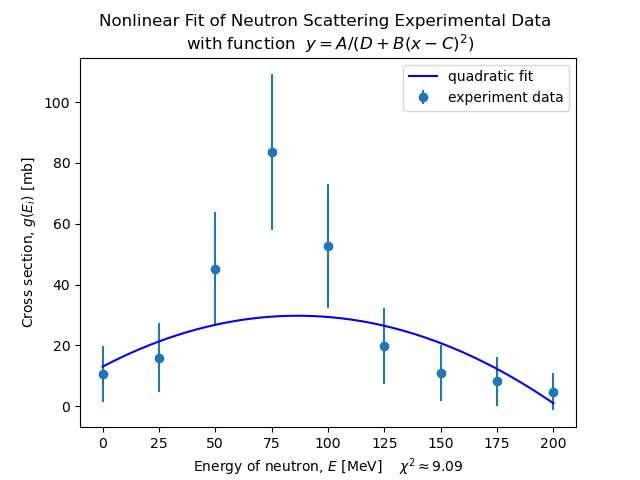 Nonlinear Fit of Neutron Scattering Experimental Data
with function y = A/(D + B(x − C)²)
quadratic fit
experiment data
Cross section, g(Eᵢ) [mb]
100
80
60
40
20
0
0 25 50 75 100 125 150 175 200
Energy of neutron, E [MeV] χ² ≈ 9.09